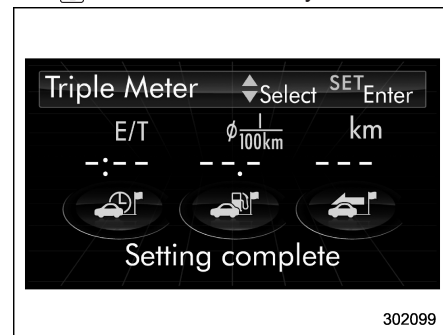 Triple Meter Select SET Enter
E/T ϕ l/100km km
-:-- --.- ---
Setting complete
302099